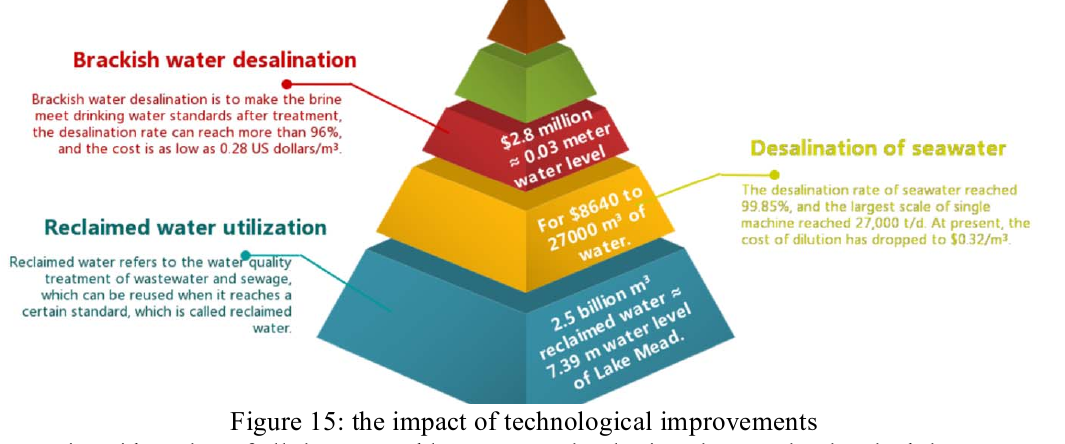 Brackish water desalination
Brackish water desalination is to make the brine
meet drinking water standards after treatment,
the desalination rate can reach more than 96%,
and the cost is as low as 0.28 US dollars/m³.
$2.8 million
≈ 0.03 meter
water level
Desalination of seawater
The desalination rate of seawater reached
99.85%, and the largest scale of single
machine reached 27,000 t/d. At present, the
cost of dilution has dropped to $0.32/m³.
For $8640 to
27000 m³ of
water.
Reclaimed water utilization
Reclaimed water refers to the water quality
treatment of wastewater and sewage,
which can be reused when it reaches a
certain standard, which is called reclaimed
water.
2.5 billion m³
reclaimed water ≈
7.39 m water level
of Lake Mead.
Figure 15: the impact of technological improvements